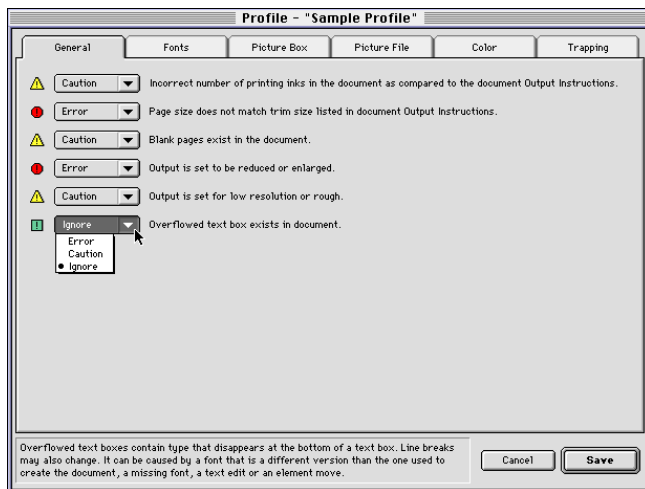 Profile - "Sample Profile"
General Fonts Picture Box Picture File Color Trapping
Caution Incorrect number of printing inks in the document as compared to the document Output Instructions.
Error Page size does not match trim size listed in document Output Instructions.
Caution Blank pages exist in the document.
Error Output is set to be reduced or enlarged.
Caution Output is set for low resolution or rough.
Ignore Overflowed text box exists in document.
Error
Caution
Ignore
Overflowed text boxes contain type that disappears at the bottom of a text box. Line breaks
may also change. It can be caused by a font that is a different version than the one used to
create the document, a missing font, a text edit or an element move.
Cancel Save